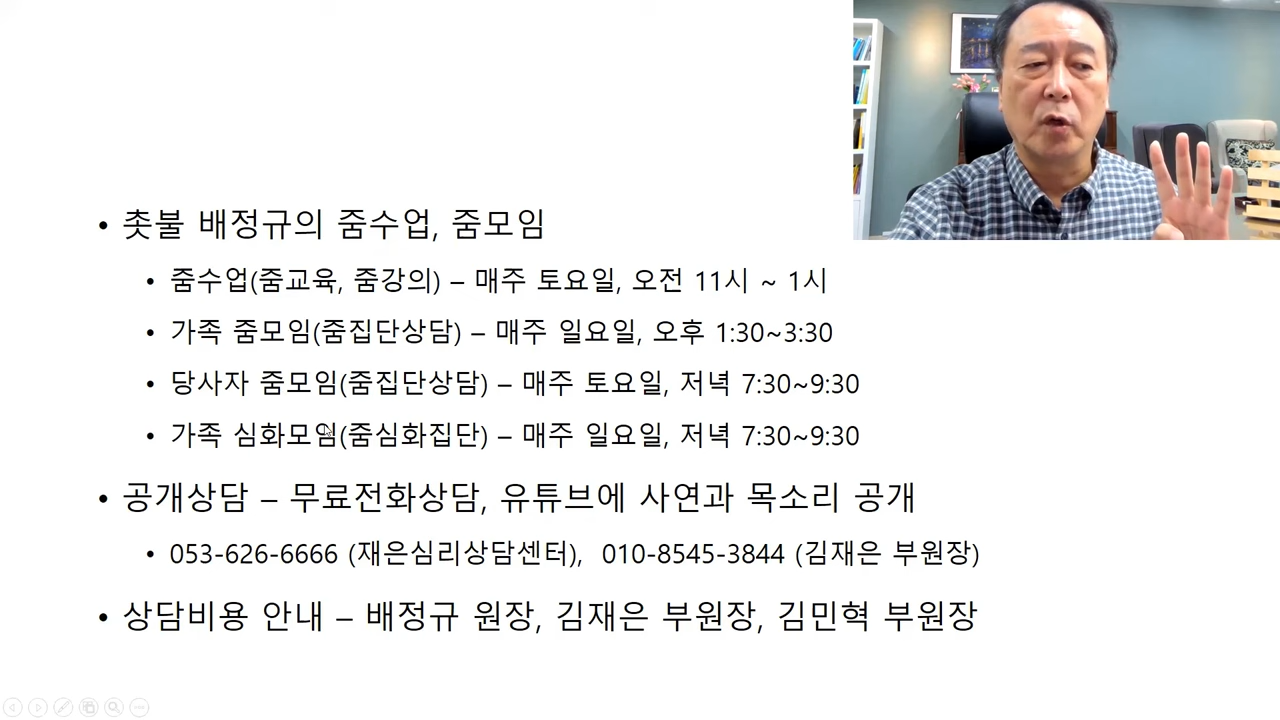 • 촛불 배정규의 줌수업, 줌모임
• 줌수업(줌교육, 줌강의) – 매주 토요일, 오전 11시 ~ 1시
• 가족 줌모임(줌집단상담) – 매주 일요일, 오후 1:30~3:30
• 당사자 줌모임(줌집단상담) – 매주 토요일, 저녁 7:30~9:30
• 가족 심화모임(줌심화집단) – 매주 일요일, 저녁 7:30~9:30
• 공개상담 – 무료전화상담, 유튜브에 사연과 목소리 공개
• 053-626-6666 (재은심리상담센터), 010-8545-3844 (김재은 부원장)
• 상담비용 안내 – 배정규 원장, 김재은 부원장, 김민혁 부원장